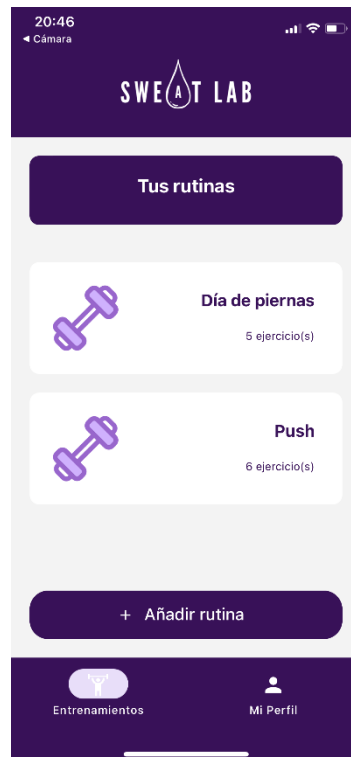 20:46
◀ Cámara
SWEAT LAB
Tus rutinas
Día de piernas
5 ejercicio(s)
Push
6 ejercicio(s)
+ Añadir rutina
Entrenamientos
Mi Perfil